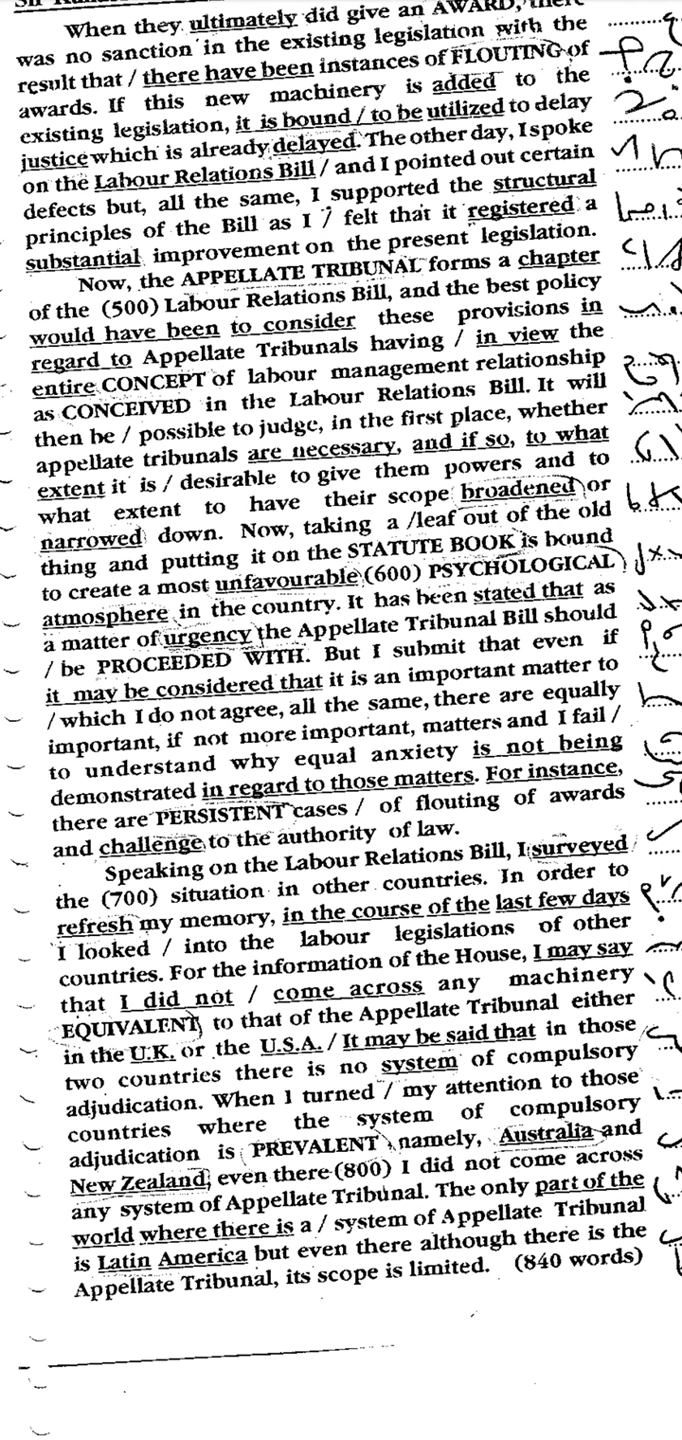 When they ultimately did give an AWARD, there
was no sanction in the existing legislation with the
result that / there have been instances of FLOUTING of
awards. If this new machinery is added to the
existing legislation, it is bound / to be utilized to delay
justice which is already delayed. The other day, I spoke
on the Labour Relations Bill / and I pointed out certain
defects but, all the same, I supported the structural
principles of the Bill as I / felt that it registered a
substantial improvement on the present legislation.
Now, the APPELLATE TRIBUNAL forms a chapter
of the (500) Labour Relations Bill, and the best policy
would have been to consider these provisions in
regard to Appellate Tribunals having / in view the
entire CONCEPT of labour management relationship
as CONCEIVED in the Labour Relations Bill. It will
then be / possible to judge, in the first place, whether
appellate tribunals are necessary, and if so, to what
extent it is / desirable to give them powers and to
what extent to have their scope broadened or
narrowed down. Now, taking a /leaf out of the old
thing and putting it on the STATUTE BOOK is bound
to create a most unfavourable (600) PSYCHOLOGICAL
atmosphere in the country. It has been stated that as
a matter of urgency the Appellate Tribunal Bill should
/ be PROCEEDED WITH. But I submit that even if
it may be considered that it is an important matter to
/ which I do not agree, all the same, there are equally
important, if not more important, matters and I fail /
to understand why equal anxiety is not being
demonstrated in regard to those matters. For instance,
there are PERSISTENT cases / of flouting of awards
and challenge to the authority of law.
Speaking on the Labour Relations Bill, I surveyed
the (700) situation in other countries. In order to
refresh my memory, in the course of the last few days
I looked / into the labour legislations of other
countries. For the information of the House, I may say
that I did not / come across any machinery
EQUIVALENT to that of the Appellate Tribunal either
in the U.K. or the U.S.A. / It may be said that in those
two countries there is no system of compulsory
adjudication. When I turned / my attention to those
countries where the system of compulsory
adjudication is PREVALENT, namely, Australia and
New Zealand, even there (800) I did not come across
any system of Appellate Tribunal. The only part of the
world where there is a / system of Appellate Tribunal
is Latin America but even there although there is the
Appellate Tribunal, its scope is limited. (840 words)